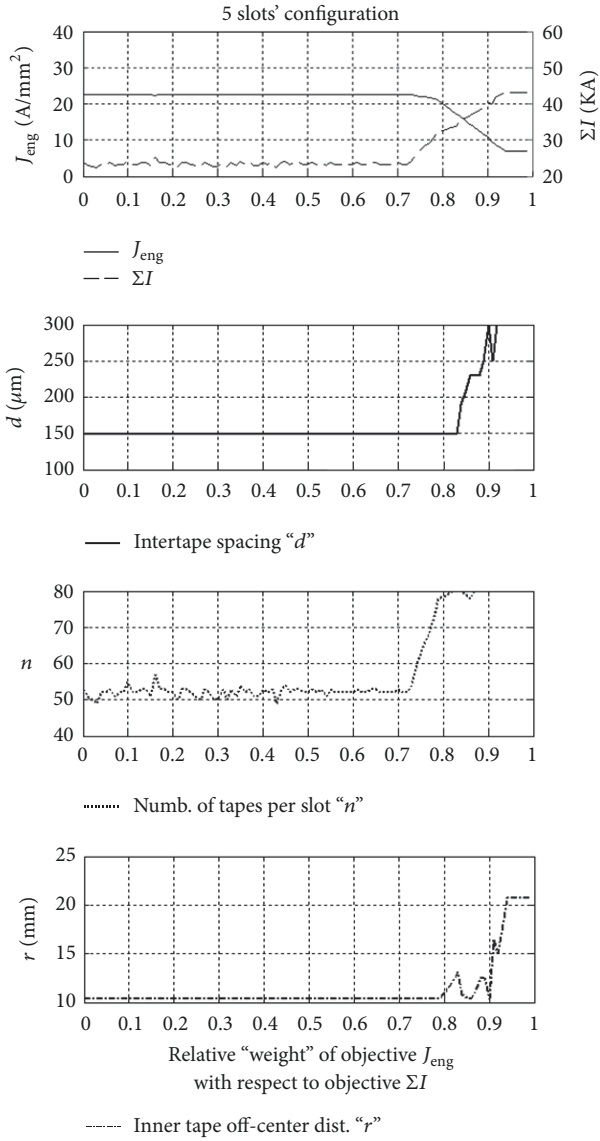 5 slots' configuration
J_eng (A/mm²)
40
30
20
10
0
ΣI (KA)
60
50
40
30
20
0 0.1 0.2 0.3 0.4 0.5 0.6 0.7 0.8 0.9 1
J_eng
ΣI
d (μm)
300
250
200
150
100
0 0.1 0.2 0.3 0.4 0.5 0.6 0.7 0.8 0.9 1
Intertape spacing “d”
n
80
70
60
50
40
0 0.1 0.2 0.3 0.4 0.5 0.6 0.7 0.8 0.9 1
Numb. of tapes per slot “n”
r (mm)
25
20
15
10
0 0.1 0.2 0.3 0.4 0.5 0.6 0.7 0.8 0.9 1
Relative “weight” of objective J_eng
with respect to objective ΣI
Inner tape off-center dist. “r”